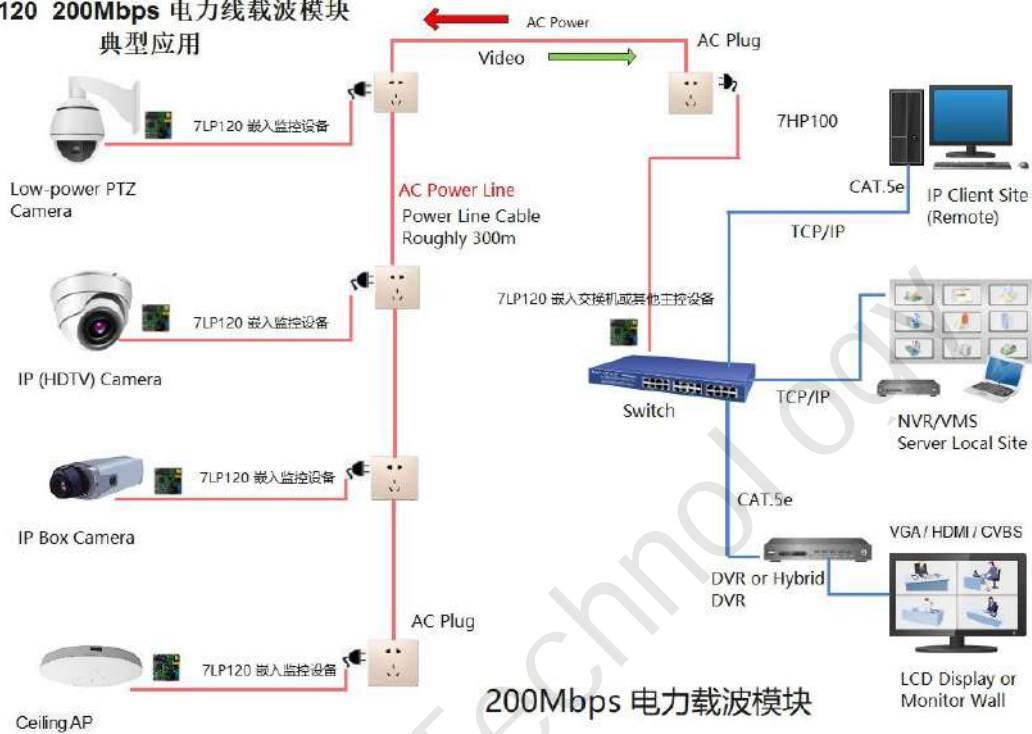 120 200Mbps 电力线载波模块
典型应用
AC Power
Video
AC Plug
7LP120 嵌入监控设备
7HP100
Low-power PTZ
Camera
AC Power Line
Power Line Cable
Roughly 300m
CAT.5e
IP Client Site
(Remote)
TCP/IP
7LP120 嵌入监控设备
7LP120 嵌入交换机或其他主控设备
IP (HDTV) Camera
Switch
TCP/IP
NVR/VMS
Server Local Site
7LP120 嵌入监控设备
IP Box Camera
CAT.5e
VGA / HDMI / CVBS
DVR or Hybrid
DVR
AC Plug
7LP120 嵌入监控设备
LCD Display or
Monitor Wall
200Mbps 电力载波模块
Ceiling AP
Technology